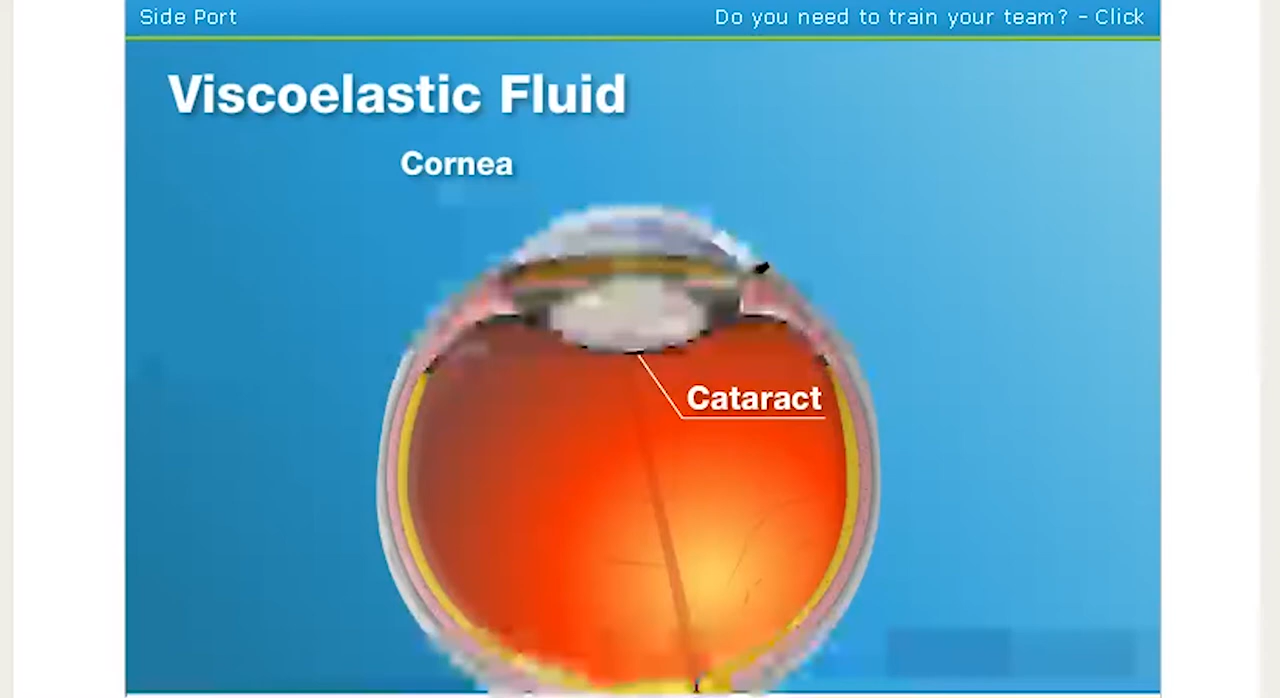 Side Port
Do you need to train your team? – Click
Viscoelastic Fluid
Cornea
Cataract